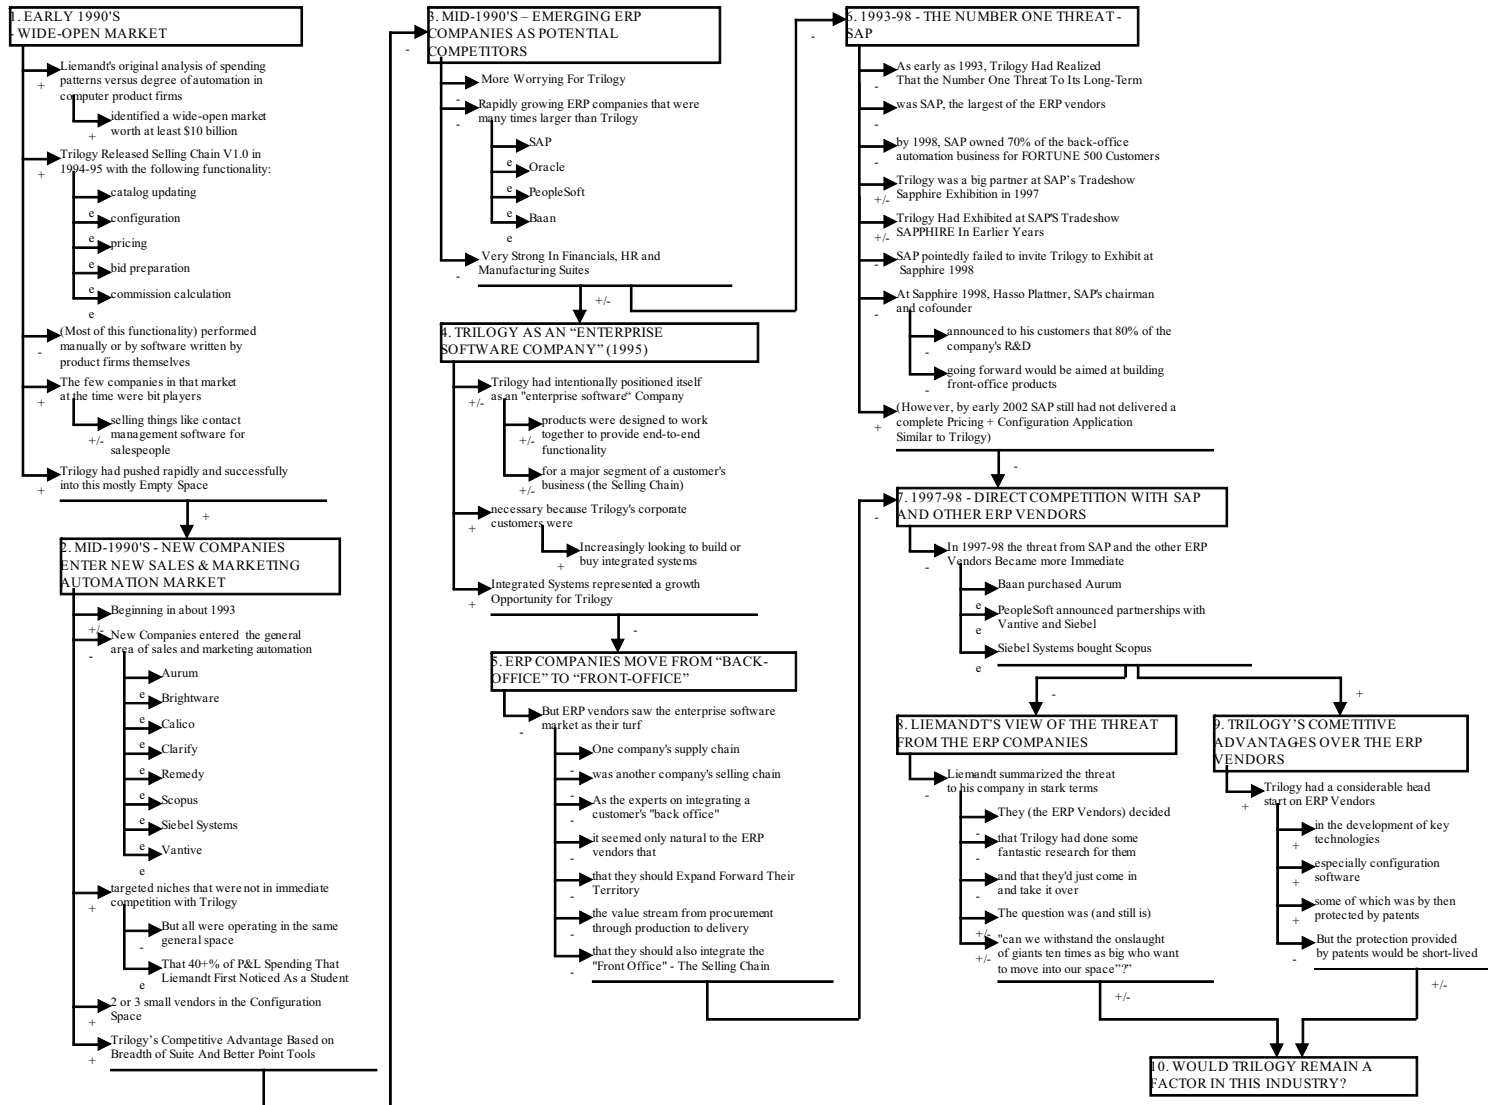 1. EARLY 1990'S
- WIDE-OPEN MARKET
Liemandt's original analysis of spending
patterns versus degree of automation in
computer product firms
+
identified a wide-open market
worth at least $10 billion
+
Trilogy Released Selling Chain V1.0 in
1994-95 with the following functionality:
+
catalog updating
e
configuration
e
pricing
e
bid preparation
e
commission calculation
e
(Most of this functionality) performed
manually or by software written by
product firms themselves
-
The few companies in that market
at the time were bit players
+
selling things like contact
management software for
salespeople
+/-
Trilogy had pushed rapidly and successfully
into this mostly Empty Space
+
+
2. MID-1990'S - NEW COMPANIES
ENTER NEW SALES & MARKETING
AUTOMATION MARKET
Beginning in about 1993
+/-
New Companies entered the general
area of sales and marketing automation
-
Aurum
e
Brightware
e
Calico
e
Clarify
e
Remedy
e
Scopus
e
Siebel Systems
e
Vantive
e
targeted niches that were not in immediate
competition with Trilogy
+
But all were operating in the same
general space
-
That 40+% of P&L Spending That
Liemandt First Noticed As a Student
e
2 or 3 small vendors in the Configuration
Space
+
Trilogy's Competitive Advantage Based on
Breadth of Suite And Better Point Tools
+
-
3. MID-1990'S – EMERGING ERP
COMPANIES AS POTENTIAL
COMPETITORS
More Worrying For Trilogy
-
Rapidly growing ERP companies that were
many times larger than Trilogy
-
SAP
e
Oracle
e
PeopleSoft
e
Baan
e
Very Strong In Financials, HR and
Manufacturing Suites
-
+/-
4. TRILOGY AS AN “ENTERPRISE
SOFTWARE COMPANY” (1995)
Trilogy had intentionally positioned itself
as an "enterprise software“ Company
+/-
products were designed to work
together to provide end-to-end
functionality
+/-
for a major segment of a customer's
business (the Selling Chain)
+/-
necessary because Trilogy's corporate
customers were
+
Increasingly looking to build or
buy integrated systems
+
Integrated Systems represented a growth
Opportunity for Trilogy
+
-
5. ERP COMPANIES MOVE FROM “BACK-
OFFICE” TO “FRONT-OFFICE”
But ERP vendors saw the enterprise software
market as their turf
-
One company's supply chain
-
was another company's selling chain
-
As the experts on integrating a
customer's "back office"
-
it seemed only natural to the ERP
vendors that
-
that they should Expand Forward Their
Territory
-
the value stream from procurement
through production to delivery
-
that they should also integrate the
"Front Office" - The Selling Chain
-
-
6. 1993-98 - THE NUMBER ONE THREAT -
SAP
As early as 1993, Trilogy Had Realized
That the Number One Threat To Its Long-Term
-
was SAP, the largest of the ERP vendors
-
by 1998, SAP owned 70% of the back-office
automation business for FORTUNE 500 Customers
-
Trilogy was a big partner at SAP’s Tradeshow
Sapphire Exhibition in 1997
+/-
Trilogy Had Exhibited at SAP'S Tradeshow
SAPPHIRE In Earlier Years
+/-
SAP pointedly failed to invite Trilogy to Exhibit at
Sapphire 1998
-
At Sapphire 1998, Hasso Plattner, SAP's chairman
and cofounder
-
announced to his customers that 80% of the
company's R&D
-
going forward would be aimed at building
front-office products
-
(However, by early 2002 SAP still had not delivered a
complete Pricing + Configuration Application
Similar to Trilogy)
+
-
-
7. 1997-98 - DIRECT COMPETITION WITH SAP
AND OTHER ERP VENDORS
In 1997-98 the threat from SAP and the other ERP
Vendors Became more Immediate
-
Baan purchased Aurum
e
PeopleSoft announced partnerships with
Vantive and Siebel
e
Siebel Systems bought Scopus
e
-
8. LIEMANDT’S VIEW OF THE THREAT
FROM THE ERP COMPANIES
Liemandt summarized the threat
to his company in stark terms
-
They (the ERP Vendors) decided
-
that Trilogy had done some
fantastic research for them
-
and that they'd just come in
and take it over
-
The question was (and still is)
+/-
"can we withstand the onslaught
of giants ten times as big who want
to move into our space”?”
+/-
+/-
+
9. TRILOGY’S COMETITIVE
ADVANTAGES OVER THE ERP
VENDORS
Trilogy had a considerable head
start on ERP Vendors
+
in the development of key
technologies
+
especially configuration
software
+
some of which was by then
protected by patents
+
But the protection provided
by patents would be short-lived
-
+/-
10. WOULD TRILOGY REMAIN A
FACTOR IN THIS INDUSTRY?